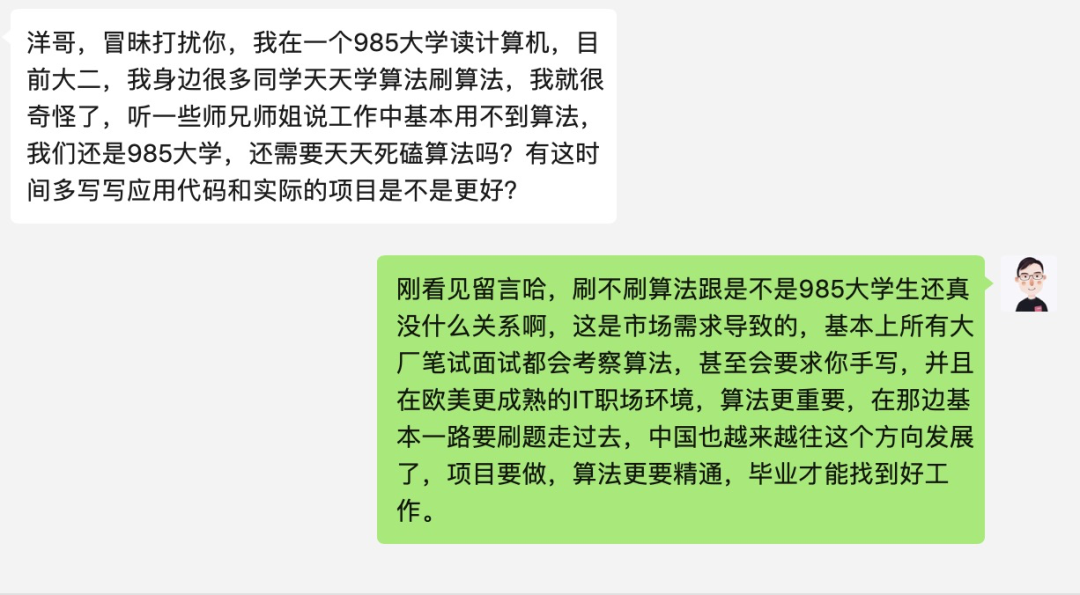 洋哥，冒昧打扰你，我在一个985大学读计算机，目
前大二，我身边很多同学天天学算法刷算法，我就很
奇怪了，听一些师兄师姐说工作中基本用不到算法，
我们还是985大学，还需要天天死磕算法吗？有这时
间多写写应用代码和实际的项目是不是更好？
刚看见留言哈，刷不刷算法跟是不是985大学生还真
没什么关系啊，这是市场需求导致的，基本上所有大
厂笔试面试都会考察算法，甚至会要求你手写，并且
在欧美更成熟的IT职场环境，算法更重要，在那边基
本一路要刷题走过去，中国也越来越往这个方向发展
了，项目要做，算法更要精通，毕业才能找到好工
作。